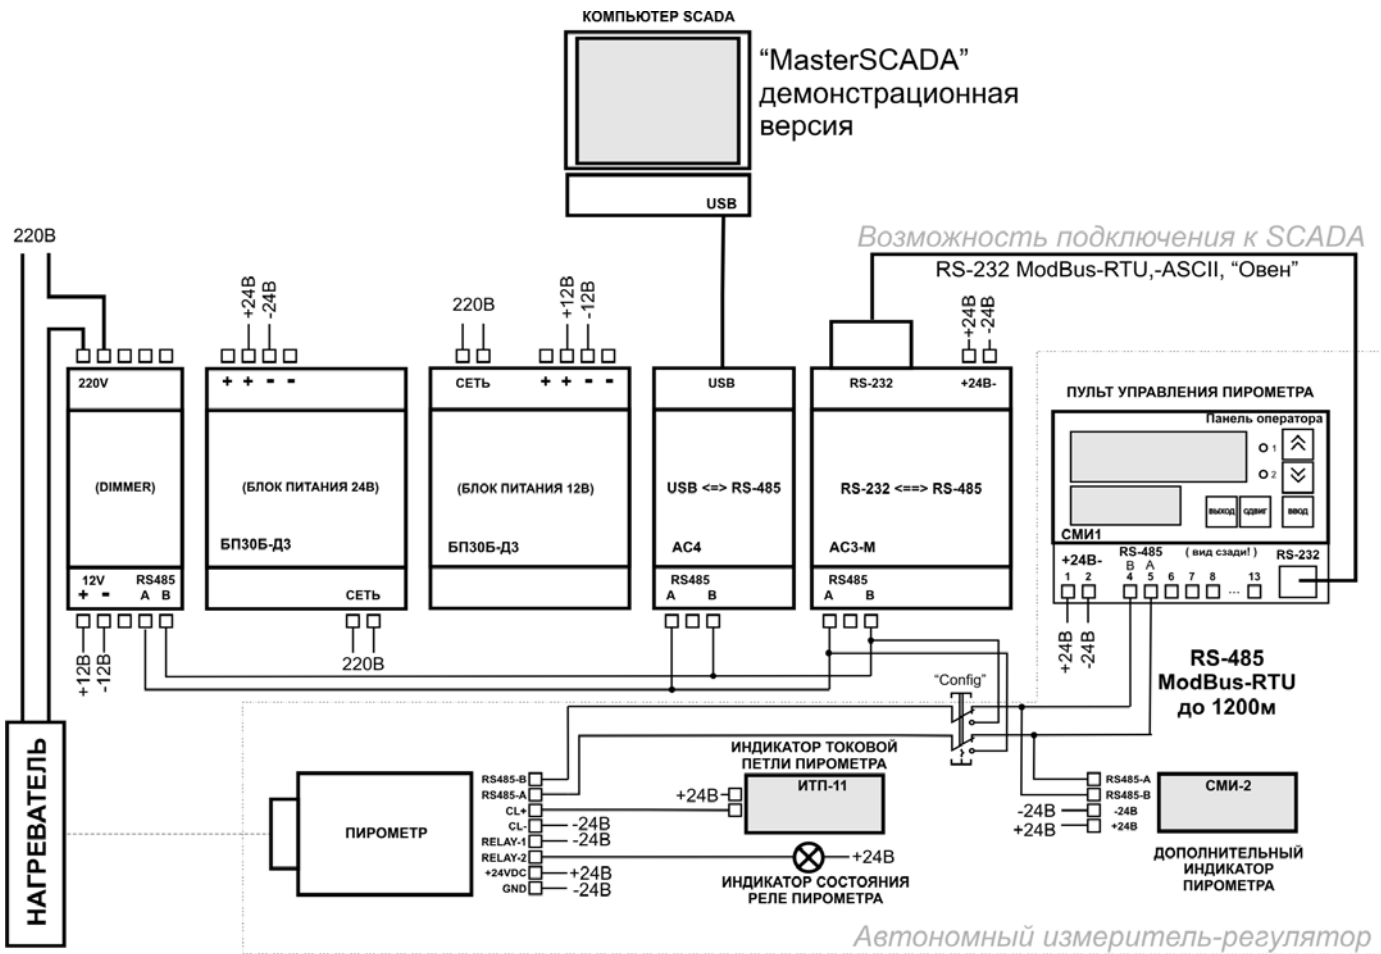 КОМПЬЮТЕР SCADA
“MasterSCADA”
демонстрационная
версия
USB
220В
Возможность подключения к SCADA
RS-232 ModBus-RTU,-ASCII, “Овен”
+24В
-24В
220В
+12В
-12В
+24В
-24В
220V
(DIMMER)
12V
+ -
RS485
A B
+12В
-12В
+ + - -
(БЛОК ПИТАНИЯ 24В)
БП30Б-Д3
СЕТЬ
220В
СЕТЬ
+ + - -
(БЛОК ПИТАНИЯ 12В)
БП30Б-Д3
USB
USB <=> RS-485
АС4
RS485
A B
RS-232
+24В-
RS-232 <==> RS-485
АС3-М
RS485
A B
ПУЛЬТ УПРАВЛЕНИЯ ПИРОМЕТРА
Панель оператора
1
2
ВЫХОД СДВИГ ВВОД
СМИ1
+24В-
RS-485
B A
( вид сзади! )
RS-232
1 2 4 5 6 7 8 ... 13
+24В
-24В
RS-485
ModBus-RTU
до 1200м
“Config”
НАГРЕВАТЕЛЬ
ПИРОМЕТР
RS485-B
RS485-A
CL+
CL-
-24В
RELAY-1
-24В
RELAY-2
+24VDC
+24В
GND
-24В
ИНДИКАТОР ТОКОВОЙ
ПЕТЛИ ПИРОМЕТРА
+24В
ИТП-11
+24В
ИНДИКАТОР СОСТОЯНИЯ
РЕЛЕ ПИРОМЕТРА
RS485-A
RS485-B
-24В
-24В
+24В
+24В
СМИ-2
ДОПОЛНИТЕЛЬНЫЙ
ИНДИКАТОР
ПИРОМЕТРА
Автономный измеритель-регулятор